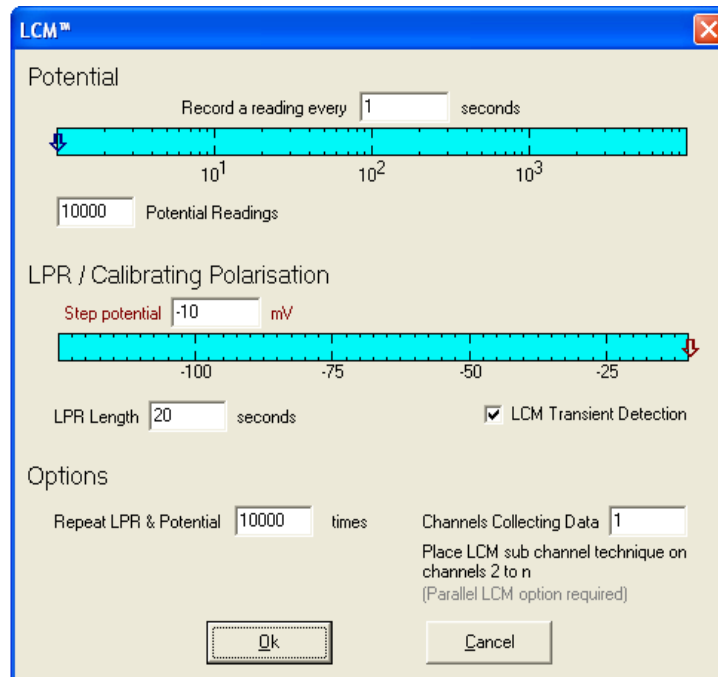 LCM™
Potential
Record a reading every 1 seconds
10¹ 10² 10³
10000 Potential Readings
LPR / Calibrating Polarisation
Step potential -10 mV
-100 -75 -50 -25
LPR Length 20 seconds LCM Transient Detection
Options
Repeat LPR & Potential 10000 times Channels Collecting Data 1
Place LCM sub channel technique on
channels 2 to n
(Parallel LCM option required)
Ok Cancel